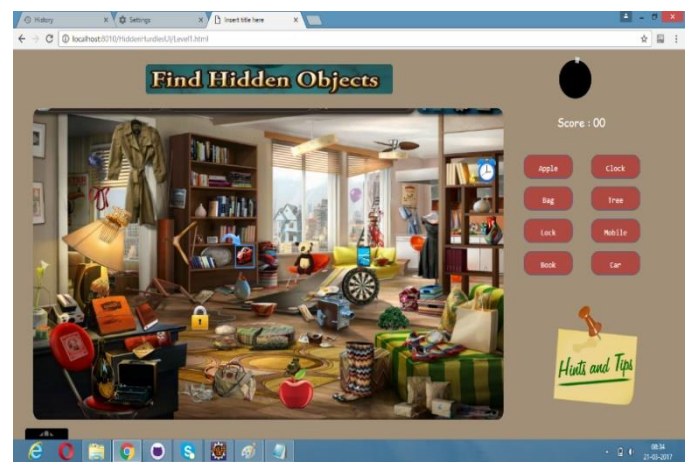 History
Settings
Insert title here
localhost:8010/HiddenHurdlesUI/Level1.html
Find Hidden Objects
Score : 00
Apple
Clock
Bag
Tree
Lock
Mobile
Book
Car
Hints and Tips
08:34
21-03-2017